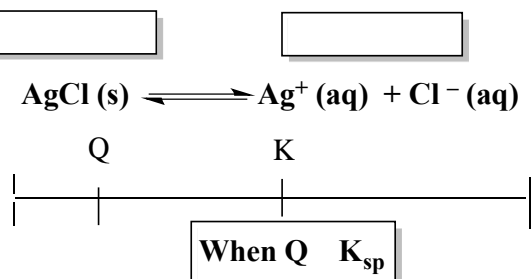 AgCl (s) ⇌ Ag⁺ (aq) + Cl⁻ (aq)
Q K
When Q K_sp